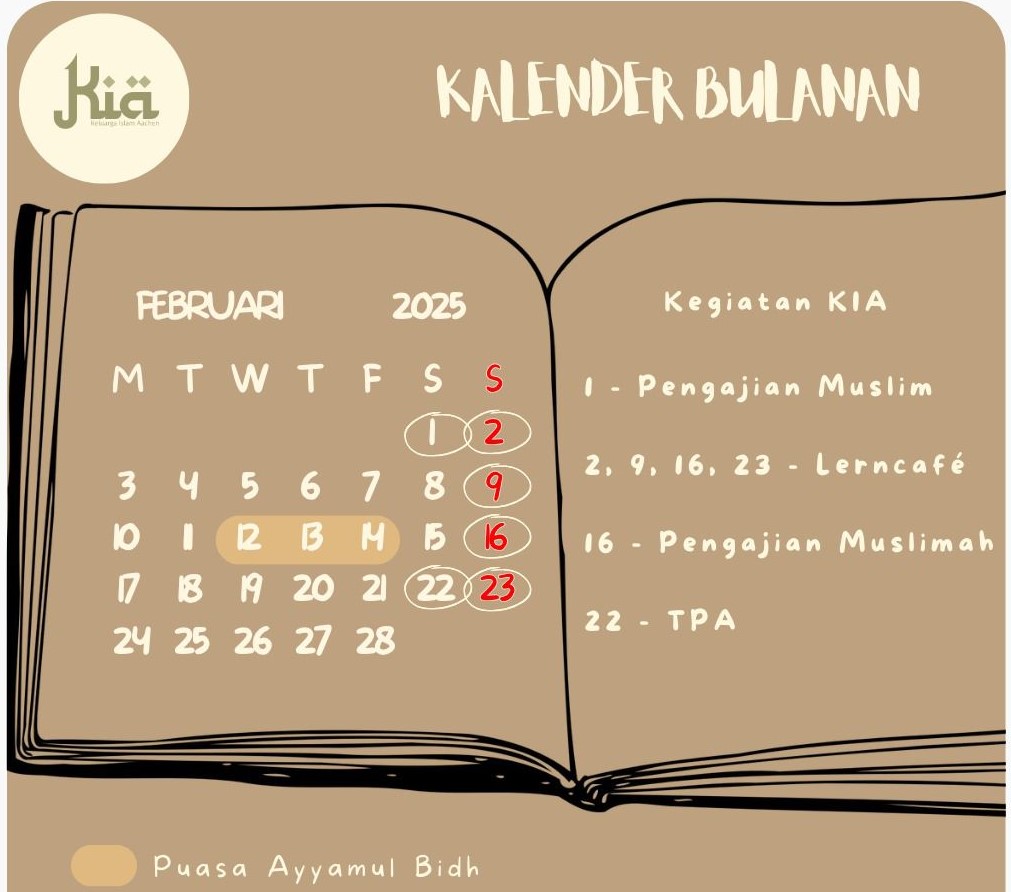 Kiä
Keluarga Islam Aachen
KALENDER BULANAN
FEBRUARI 2025
M T W T F S S
1 2
3 4 5 6 7 8 9
10 11 12 13 14 15 16
17 18 19 20 21 22 23
24 25 26 27 28
Kegiatan KIA
1 - Pengajian Muslim
2, 9, 16, 23 - Lerncafé
16 - Pengajian Muslimah
22 - TPA
Puasa Ayyamul Bidh